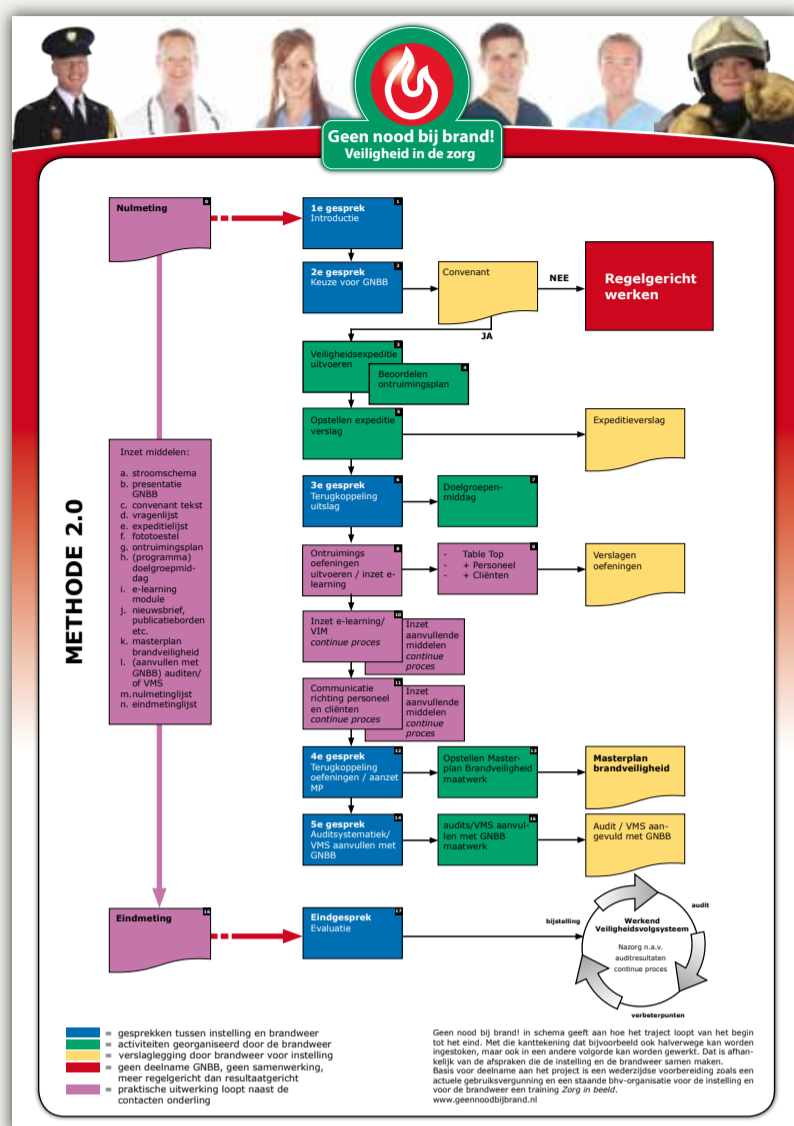 Geen nood bij brand!
Veiligheid in de zorg
METHODE 2.0
Nulmeting
0
1e gesprek
Introductie
1
2e gesprek
Keuze voor GNBB
2
Convenant
NEE
Regelgericht
werken
JA
Veiligheidsexpeditie
uitvoeren
3
Beoordelen
ontruimingsplan
4
Opstellen expeditie
verslag
5
Expeditieverslag
3e gesprek
Terugkoppeling
uitslag
6
Doelgroepen-
middag
7
Ontruimings
oefeningen
uitvoeren / inzet e-
learning
8
- Table Top
- + Personeel
- + Cliënten
9
Verslagen
oefeningen
Inzet e-learning/
VIM
continue proces
10
Inzet
aanvullende
middelen
continue
proces
Communicatie
richting personeel
en cliënten
continue proces
11
Inzet
aanvullende
middelen
continue
proces
4e gesprek
Terugkoppeling
oefeningen / aanzet
MP
12
Opstellen Master-
plan Brandveiligheid
maatwerk
13
Masterplan
brandveiligheid
5e gesprek
Auditsystematiek/
VMS aanvullen met
GNBB
14
audits/VMS aanvul-
len met GNBB
maatwerk
15
Audit / VMS aan-
gevuld met GNBB
Inzet middelen:
a. stroomschema
b. presentatie
GNBB
c. convenant tekst
d. vragenlijst
e. expeditielijst
f. fototoestel
g. ontruimingsplan
h. (programma)
doelgroepmid-
dag
i. e-learning
module
j. nieuwsbrief,
publicatieborden
etc.
k. masterplan
brandveiligheid
l. (aanvullen met
GNBB) auditen/
of VMS
m. nulmetinglijst
n. eindmetinglijst
Eindmeting
16
Eindgesprek
Evaluatie
17
bijstelling
audit
Werkend
Veiligheidsvolgsysteem
Nazorg n.a.v.
auditresultaten
continue proces
verbeterpunten
= gesprekken tussen instelling en brandweer
= activiteiten georganiseerd door de brandweer
= verslaglegging door brandweer voor instelling
= geen deelname GNBB, geen samenwerking,
meer regelgericht dan resultaatgericht
= praktische uitwerking loopt naast de
contacten onderling
Geen nood bij brand! in schema geeft aan hoe het traject loopt van het begin
tot het eind. Met die kanttekening dat bijvoorbeeld ook halverwege kan worden
ingestoken, maar ook in een andere volgorde kan worden gewerkt. Dat is afhan-
kelijk van de afspraken die de instelling en de brandweer samen maken.
Basis voor deelname aan het project is een wederzijdse voorbereiding zoals een
actuele gebruiksvergunning en een staande bhv-organisatie voor de instelling en
voor de brandweer een training Zorg in beeld.
www.geennoodbijbrand.nl